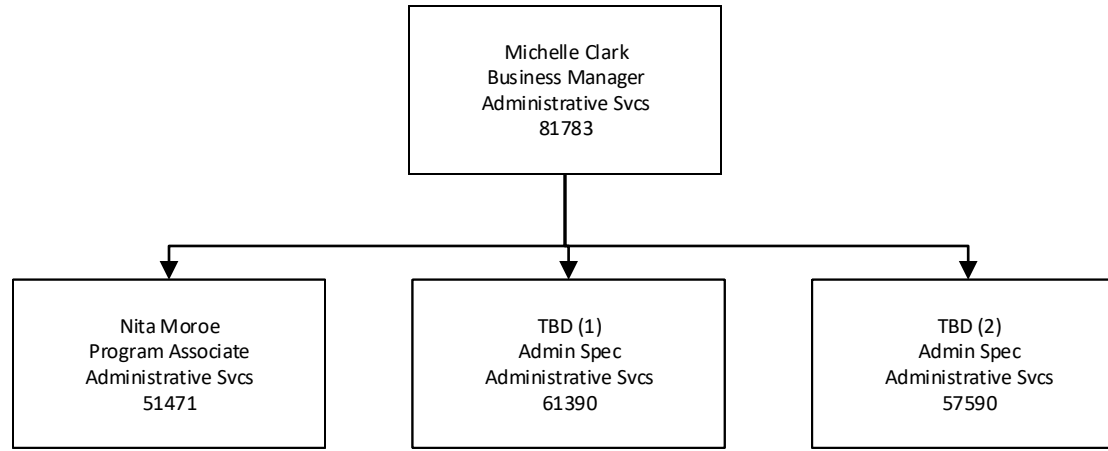 Michelle Clark
Business Manager
Administrative Svcs
81783
Nita Moroe
Program Associate
Administrative Svcs
51471
TBD (1)
Admin Spec
Administrative Svcs
61390
TBD (2)
Admin Spec
Administrative Svcs
57590